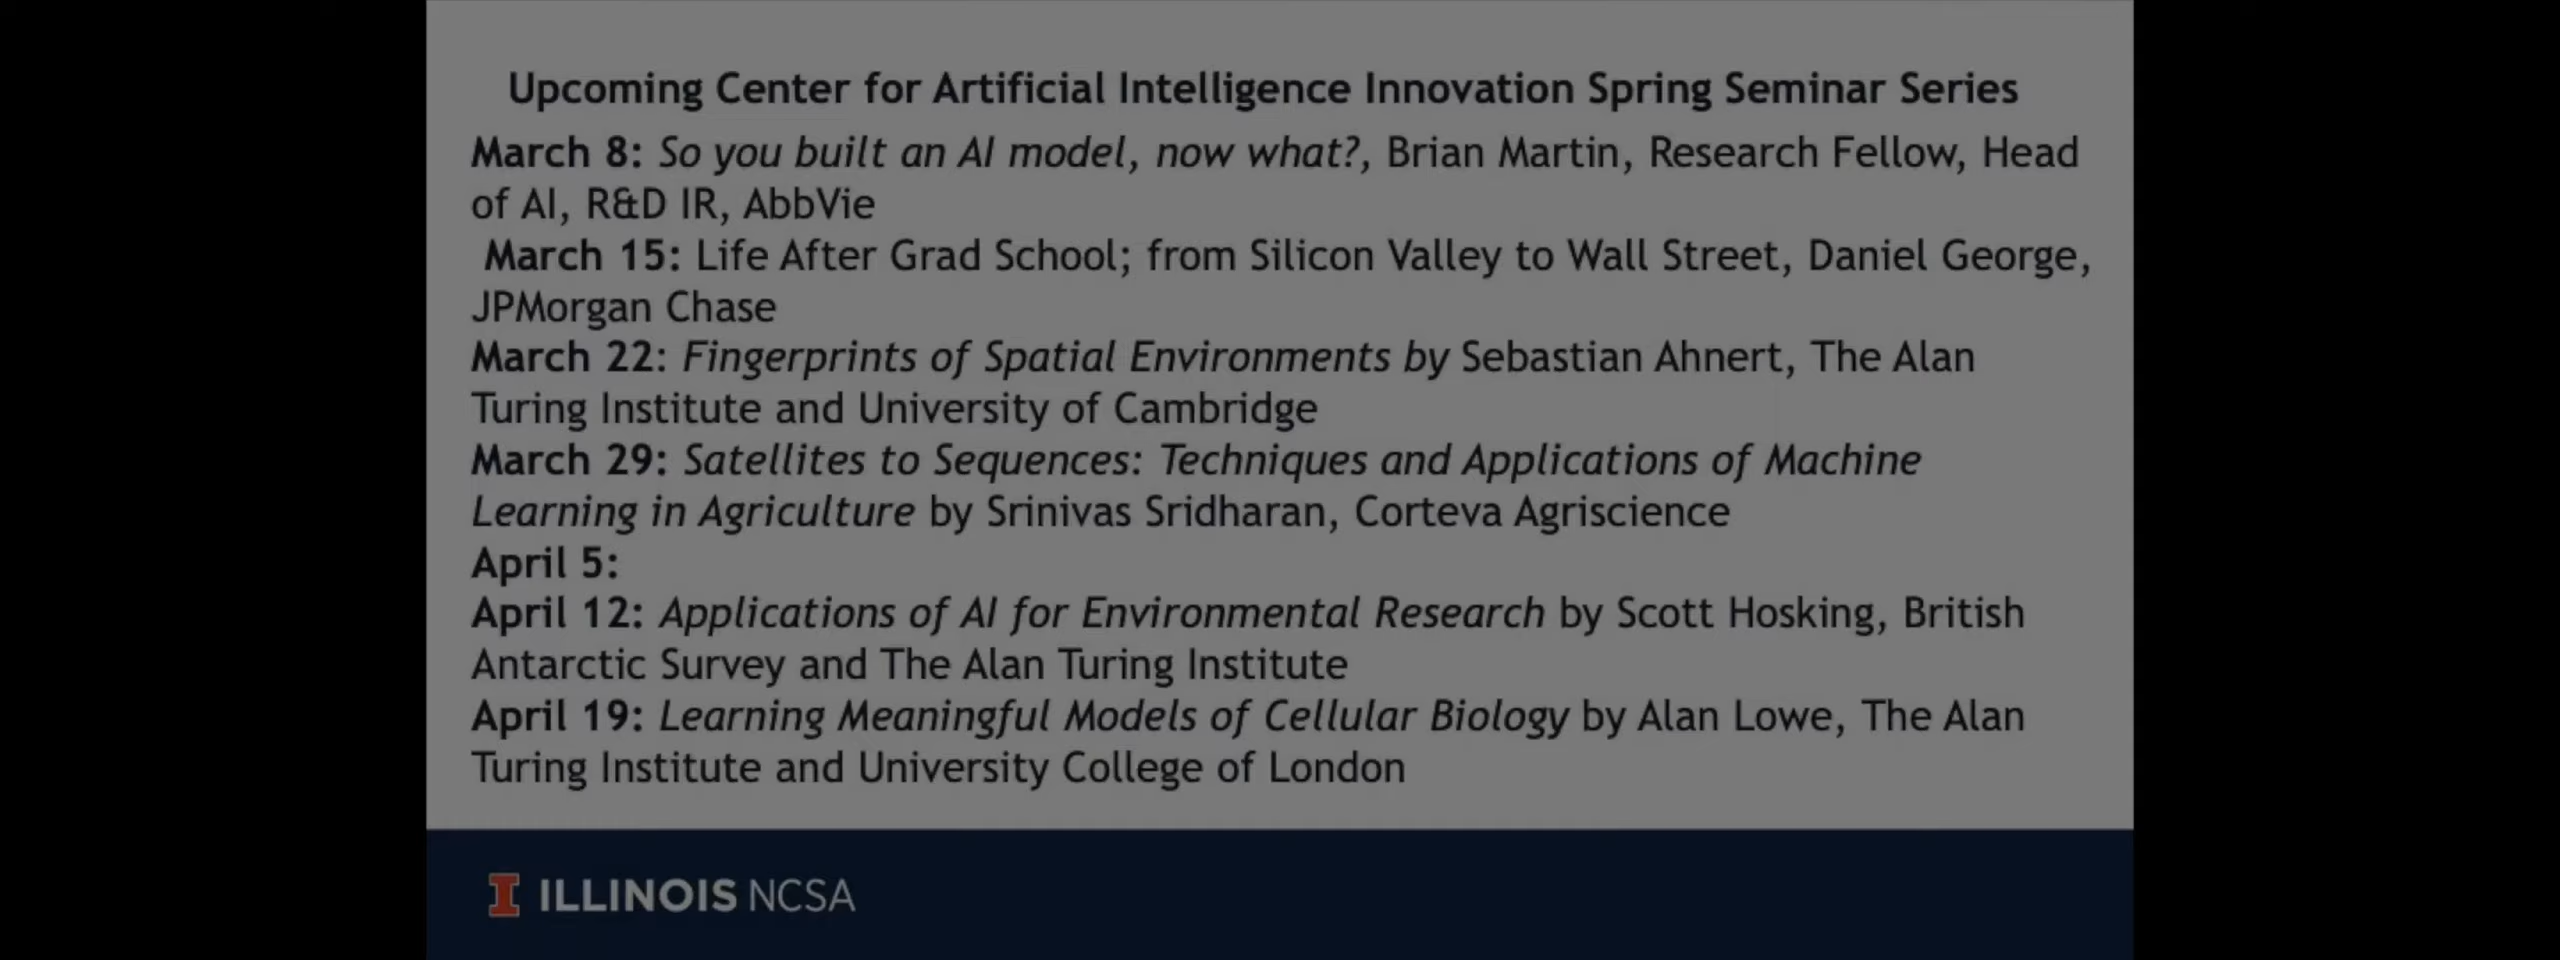 Upcoming Center for Artificial Intelligence Innovation Spring Seminar Series
March 8: So you built an AI model, now what?, Brian Martin, Research Fellow, Head
of AI, R&D IR, AbbVie
March 15: Life After Grad School; from Silicon Valley to Wall Street, Daniel George,
JPMorgan Chase
March 22: Fingerprints of Spatial Environments by Sebastian Ahnert, The Alan
Turing Institute and University of Cambridge
March 29: Satellites to Sequences: Techniques and Applications of Machine
Learning in Agriculture by Srinivas Sridharan, Corteva Agriscience
April 5:
April 12: Applications of AI for Environmental Research by Scott Hosking, British
Antarctic Survey and The Alan Turing Institute
April 19: Learning Meaningful Models of Cellular Biology by Alan Lowe, The Alan
Turing Institute and University College of London
I ILLINOIS NCSA